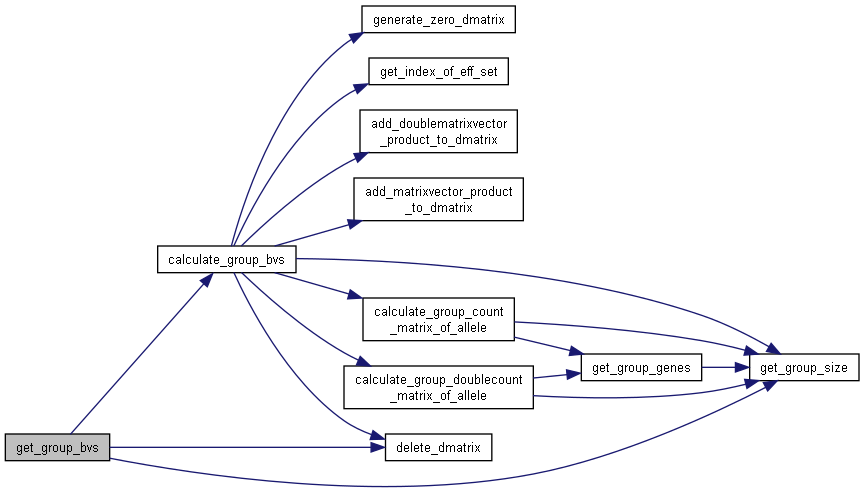 generate_zero_dmatrix
get_index_of_eff_set
add_doublematrixvector
_product_to_dmatrix
add_matrixvector_product
_to_dmatrix
calculate_group_bvs
calculate_group_count
_matrix_of_allele
calculate_group_doublecount
_matrix_of_allele
get_group_genes
get_group_size
get_group_bvs
delete_dmatrix